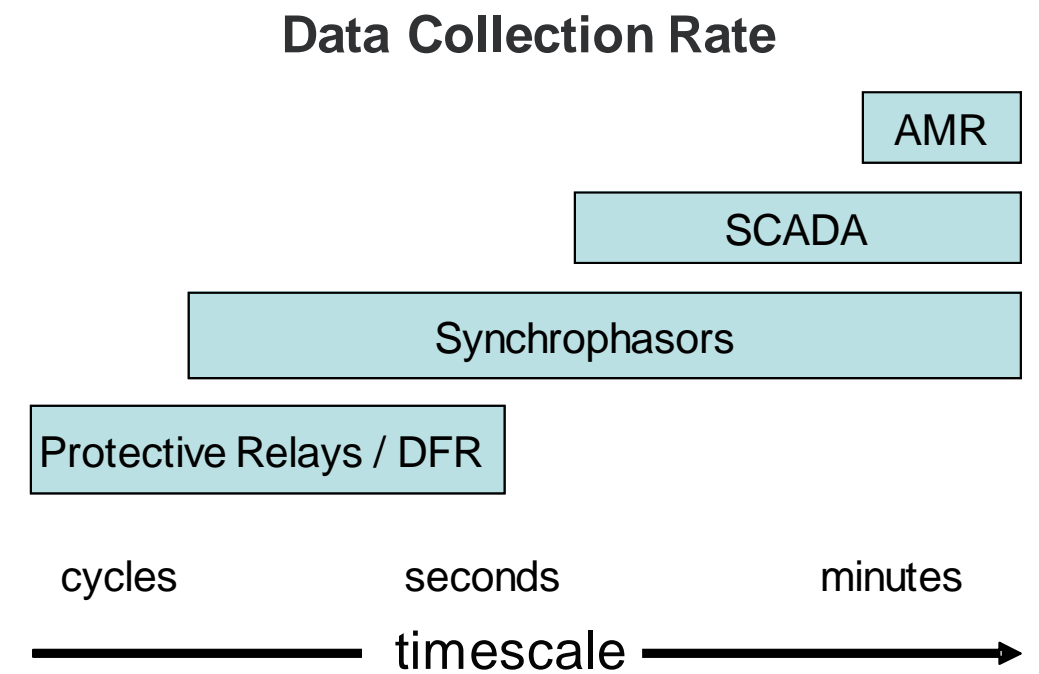 Data Collection Rate
AMR
SCADA
Synchrophasors
Protective Relays / DFR
cycles seconds minutes
timescale